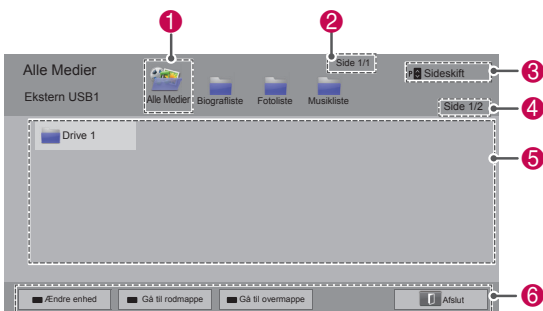 1
2
Side 1/1
Alle Medier
P Sideskift
3
Ekstern USB1
Alle Medier
Biografliste
Fotoliste
Musikliste
Side 1/2
4
Drive 1
5
Ændre enhed
Gå til rodmappe
Gå til overmappe
Afslut
6